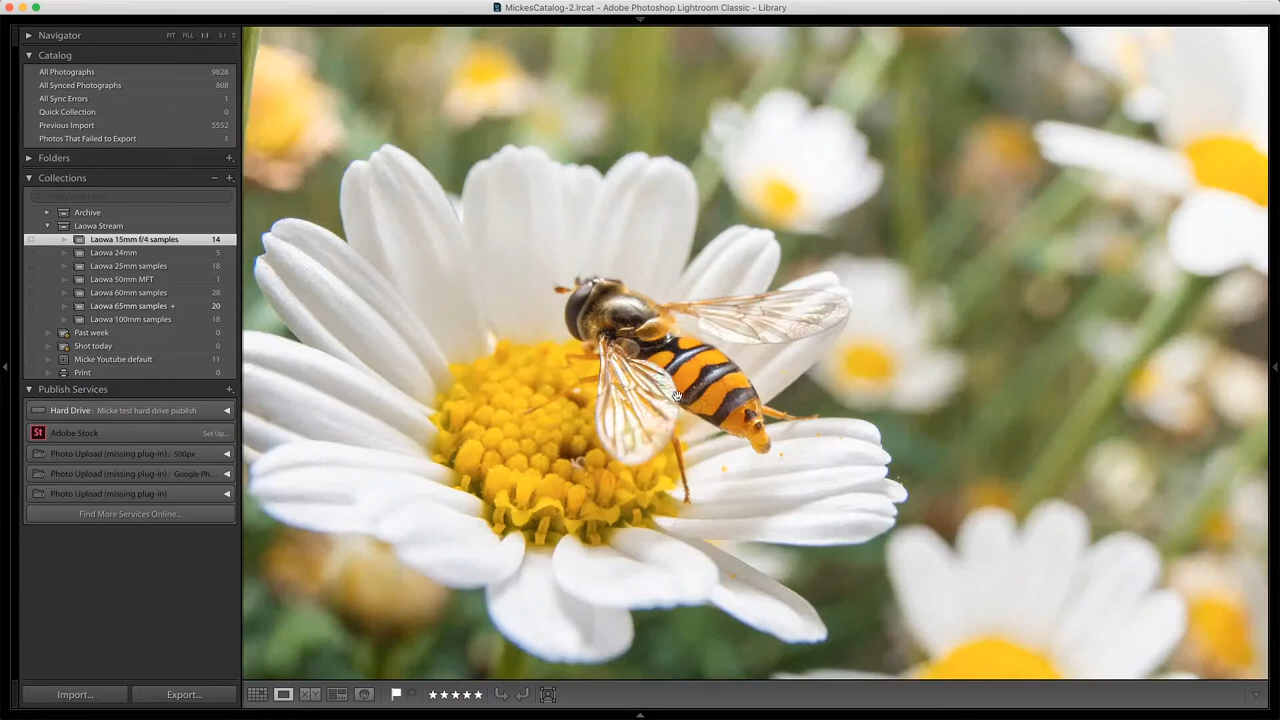 MickesCatalog-2.lrcat - Adobe Photoshop Lightroom Classic - Library
Navigator FIT FILL 1:1 3:1
Catalog
All Photographs 9828
All Synced Photographs 808
All Sync Errors 1
Quick Collection 0
Previous Import 5552
Photos That Failed to Export 1
Folders
Collections
Archive
Laowa Stream
Laowa 15mm f/4 samples 14
Laowa 24mm 5
Laowa 25mm samples 18
Laowa 50mm MFT 1
Laowa 60mm samples 28
Laowa 65mm samples + 20
Laowa 100mm samples 18
Past week 0
Shot today 0
Micke Youtube default 11
Print 0
Publish Services
Hard Drive : Micke test hard drive publish
St Adobe Stock Set Up...
Photo Upload (missing plug-in) : 500px
Photo Upload (missing plug-in) : Google Ph...
Photo Upload (missing plug-in)
Find More Services Online...
Import... Export... XY